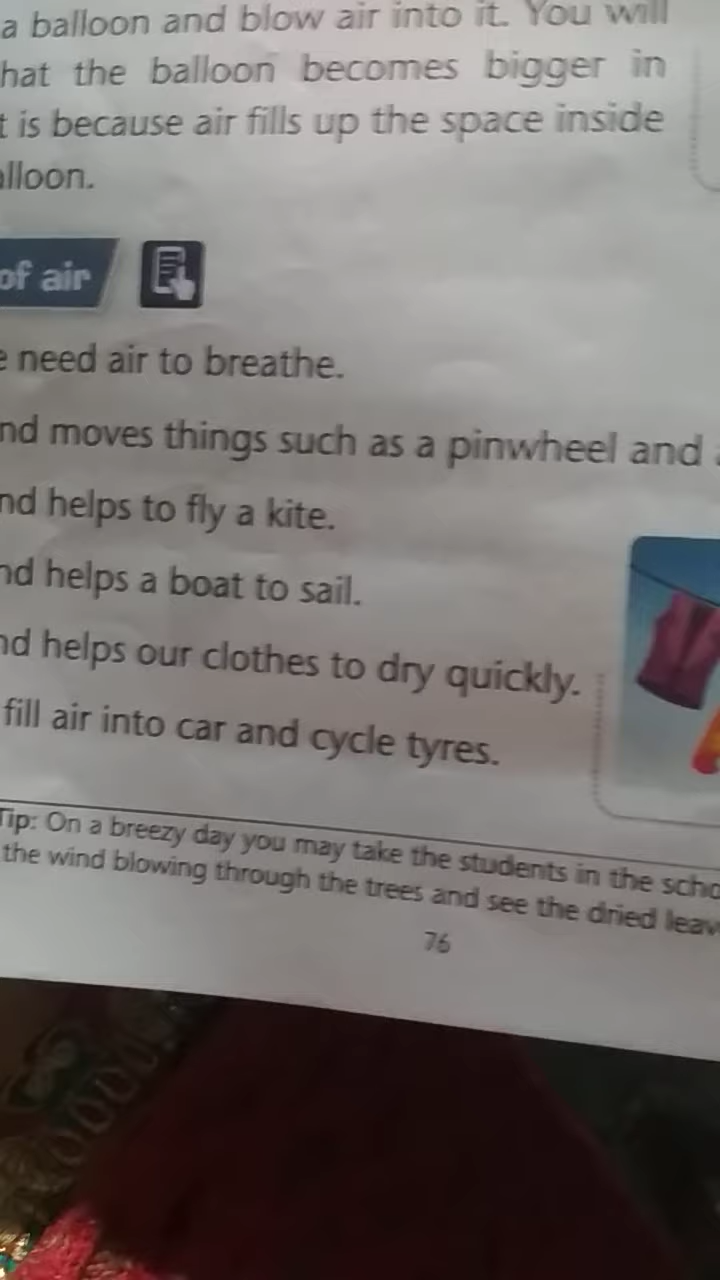 a balloon and blow air into it. You will
hat the balloon becomes bigger in
t is because air fills up the space inside
alloon.
of air
e need air to breathe.
nd moves things such as a pinwheel and
nd helps to fly a kite.
nd helps a boat to sail.
nd helps our clothes to dry quickly.
fill air into car and cycle tyres.
Tip: On a breezy day you may take the students in the scho
the wind blowing through the trees and see the dried leav
76